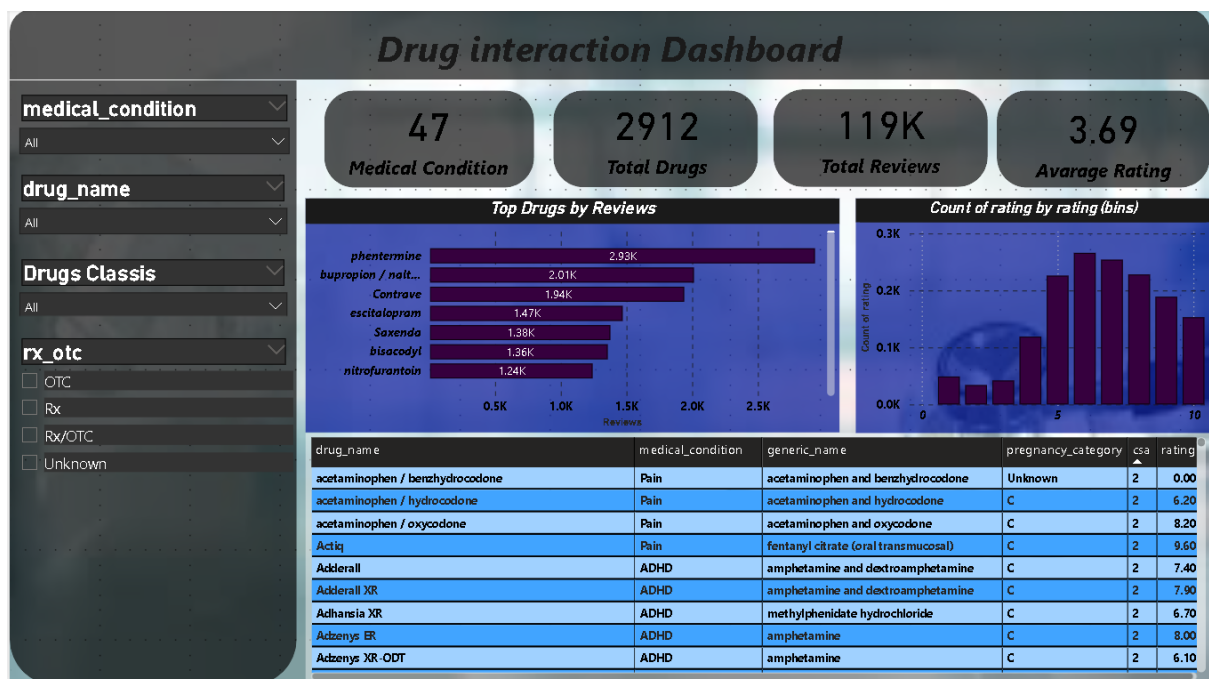 Drug interaction Dashboard
medical_condition
All
drug_name
All
Drugs Classis
All
rx_otc
OTC
Rx
Rx/OTC
Unknown
47
Medical Condition
2912
Total Drugs
119K
Total Reviews
3.69
Avarage Rating
Top Drugs by Reviews
phentermine 2.93K
bupropion / nalt... 2.01K
Contrave 1.94K
escitalopram 1.47K
Saxenda 1.38K
bisacodyl 1.36K
nitrofurantoin 1.24K
0.5K 1.0K 1.5K 2.0K 2.5K
Reviews
Count of rating by rating (bins)
0.3K
0.2K
0.1K
0.0K
Count of rating
0 5 10
drug_name medical_condition generic_name pregnancy_category csa rating
acetaminophen / benzhydrocodone Pain acetaminophen and benzhydrocodone Unknown 2 0.00
acetaminophen / hydrocodone Pain acetaminophen and hydrocodone C 2 6.20
acetaminophen / oxycodone Pain acetaminophen and oxycodone C 2 8.20
Actiq Pain fentanyl citrate (oral transmucosal) C 2 9.60
Adderall ADHD amphetamine and dextroamphetamine C 2 7.40
Adderall XR ADHD amphetamine and dextroamphetamine C 2 7.90
Adhansia XR ADHD methylphenidate hydrochloride C 2 6.70
Adzenys ER ADHD amphetamine C 2 8.00
Adzenys XR-ODT ADHD amphetamine C 2 6.10